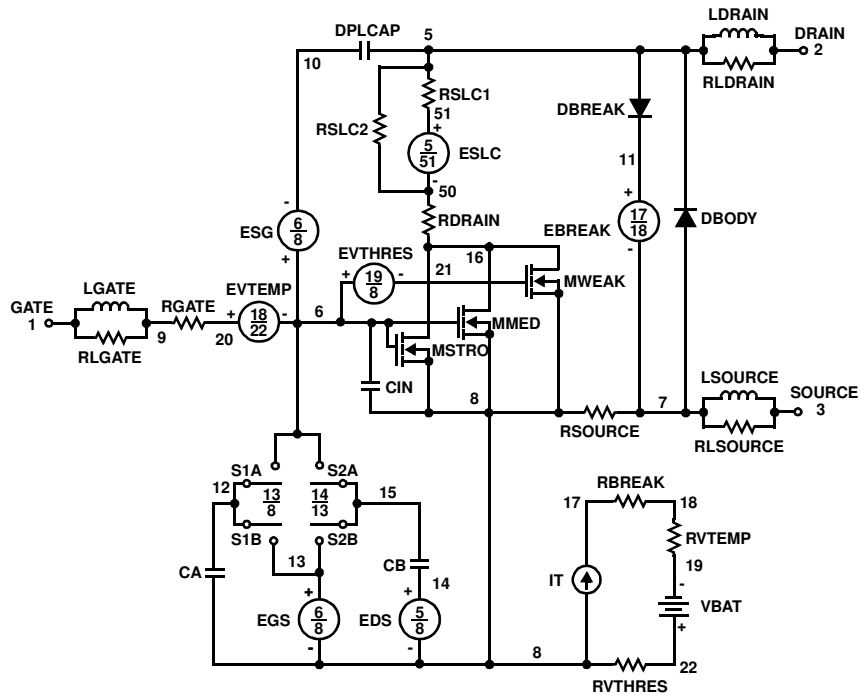 LDRAIN
DPLCAP 5 DRAIN
10 2
RSLC1 RLDRAIN
51 DBREAK
RSLC2 +
5
51
ESLC 11
-
50
- +
6
8
ESG RDRAIN EBREAK 17
18
DBODY
+ EVTHRES 16 -
+ 19
8
- 21 MWEAK
LGATE EVTEMP
GATE RGATE + 18
22
- 6 MMED
1 9 20 MSTRO
RLGATE LSOURCE
CIN 8 7 SOURCE
3
RSOURCE RLSOURCE
S1A S2A
12 13
8
14
13
15 RBREAK
17 18
S1B S2B RVTEMP
13 CB 19
CA 14 IT -
+ + VBAT
EGS 6
8
EDS 5
8
+
- - 8 22
RVTHRES